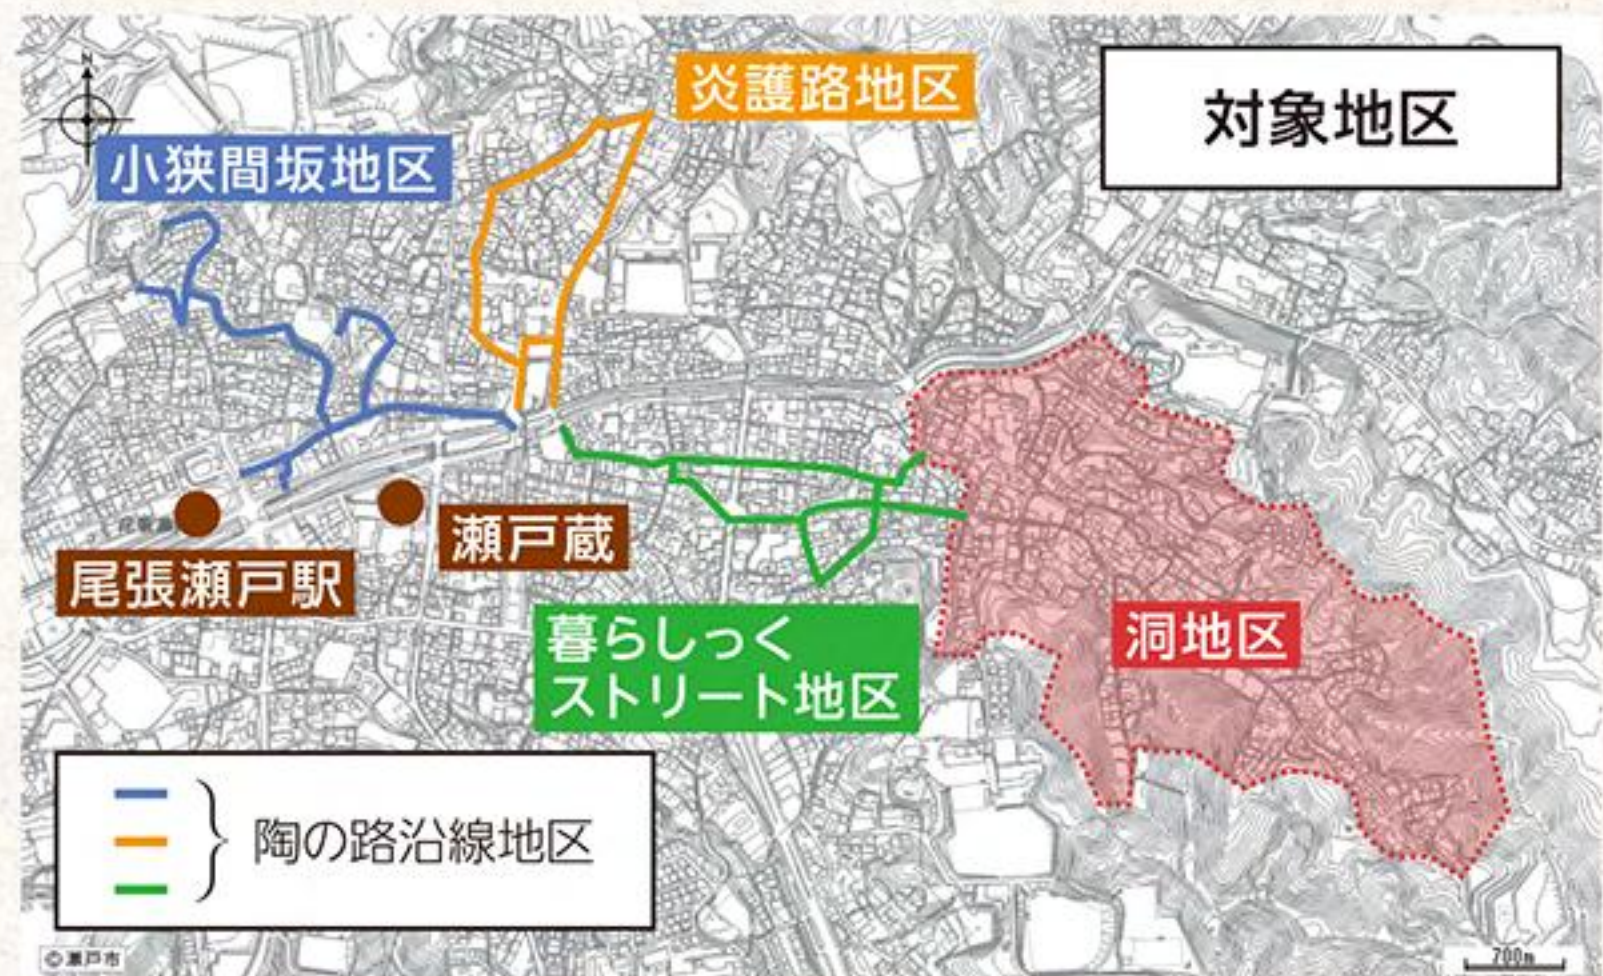 炎護路地区
対象地区
N
小狭間坂地区
瀬戸蔵
尾張瀬戸駅
暮らしっく
ストリート地区
洞地区
陶の路沿線地区
©瀬戸市
700m